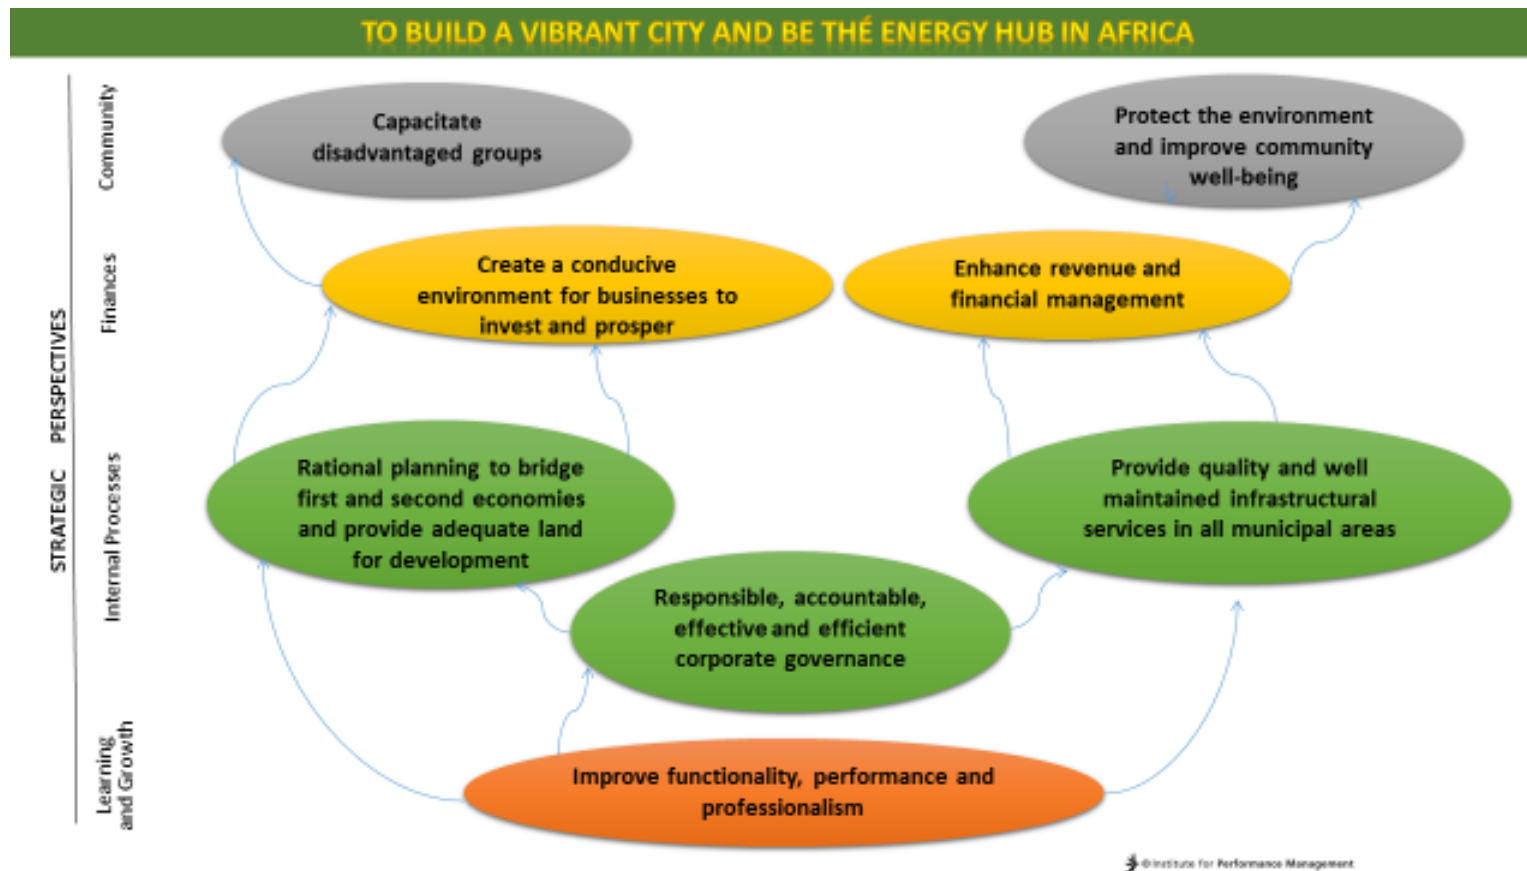 TO BUILD A VIBRANT CITY AND BE THÉ ENERGY HUB IN AFRICA
STRATEGIC PERSPECTIVES
Community
Capacitate
disadvantaged groups
Protect the environment
and improve community
well-being
Finances
Create a conducive
environment for businesses to
invest and prosper
Enhance revenue and
financial management
Internal Processes
Rational planning to bridge
first and second economies
and provide adequate land
for development
Provide quality and well
maintained infrastructural
services in all municipal areas
Responsible, accountable,
effective and efficient
corporate governance
Learning
and Growth
Improve functionality, performance and
professionalism
© Institute for Performance Management